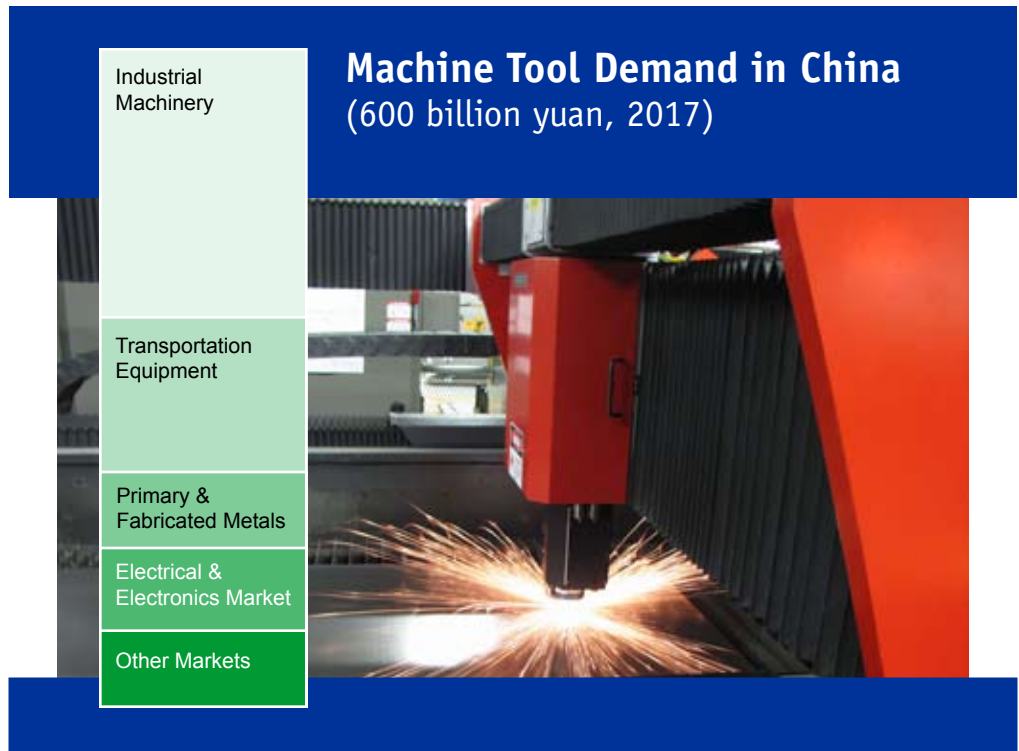 Machine Tool Demand in China
(600 billion yuan, 2017)
Industrial
Machinery
Transportation
Equipment
Primary &
Fabricated Metals
Electrical &
Electronics Market
Other Markets